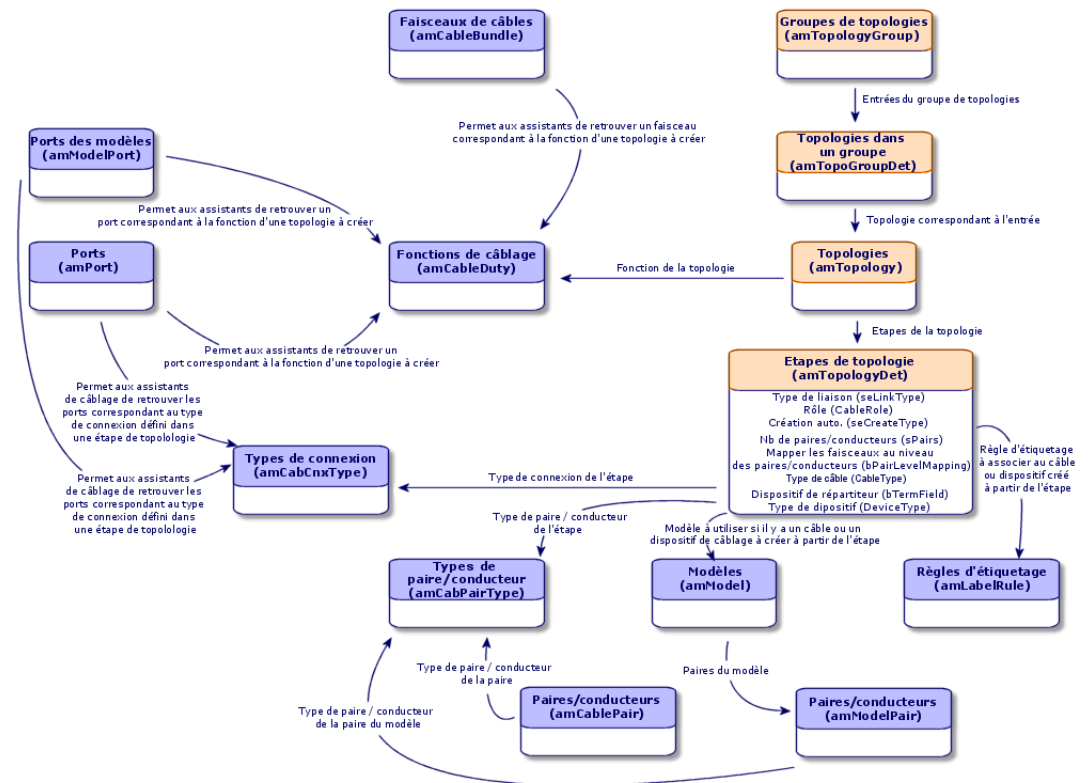 Faisceaux de câbles
(amCableBundle)
Groupes de topologies
(amTopologyGroup)
Entrées du groupe de topologies
Permet aux assistants de retrouver un faisceau
correspondant à la fonction d'une topologie à créer
Ports des modèles
(amModelPort)
Topologies dans
un groupe
(amTopoGroupDet)
Permet aux assistants de retrouver un
port correspondant à la fonction d'une topologie à créer
Topologie correspondant à l'entrée
Ports
(amPort)
Fonctions de câblage
(amCableDuty)
Topologies
(amTopology)
Fonction de la topologie
Etapes de la topologie
Permet aux assistants de retrouver un
port correspondant à la fonction d'une topologie à créer
Etapes de topologie
(amTopologyDet)
Type de liaison (seLinkType)
Rôle (CableRole)
Création auto. (seCreateType)
Nb de paires/conducteurs (sPairs)
Mapper les faisceaux au niveau
des paires/conducteurs (bPairLevelMapping)
Type de câble (CableType)
Dispositif de répartiteur (bTermField)
Type de dipositif (DeviceType)
Permet aux assistants
de câblage de retrouver les
ports correspondant au type
de connexion défini dans
une étape de topolologie
Règle d'étiquetage
à associer au câble
ou dispositif créé
à partir de l'étape
Types de connexion
(amCabCnxType)
Type de connexion de l'étape
Permet aux assistants
de câblage de retrouver les
ports correspondant au type
de connexion défini dans
une étape de topolologie
Type de paire / conducteur
de l'étape
Modèle à utiliser si il y a un câble ou un
dispositif de câblage à créer à partir de l'étape
Types de
paire/conducteur
(amCabPairType)
Modèles
(amModel)
Règles d'étiquetage
(amLabelRule)
Type de paire / conducteur
de la paire
Paires du modèle
Type de paire / conducteur
de la paire du modèle
Paires/conducteurs
(amCablePair)
Paires/conducteurs
(amModelPair)